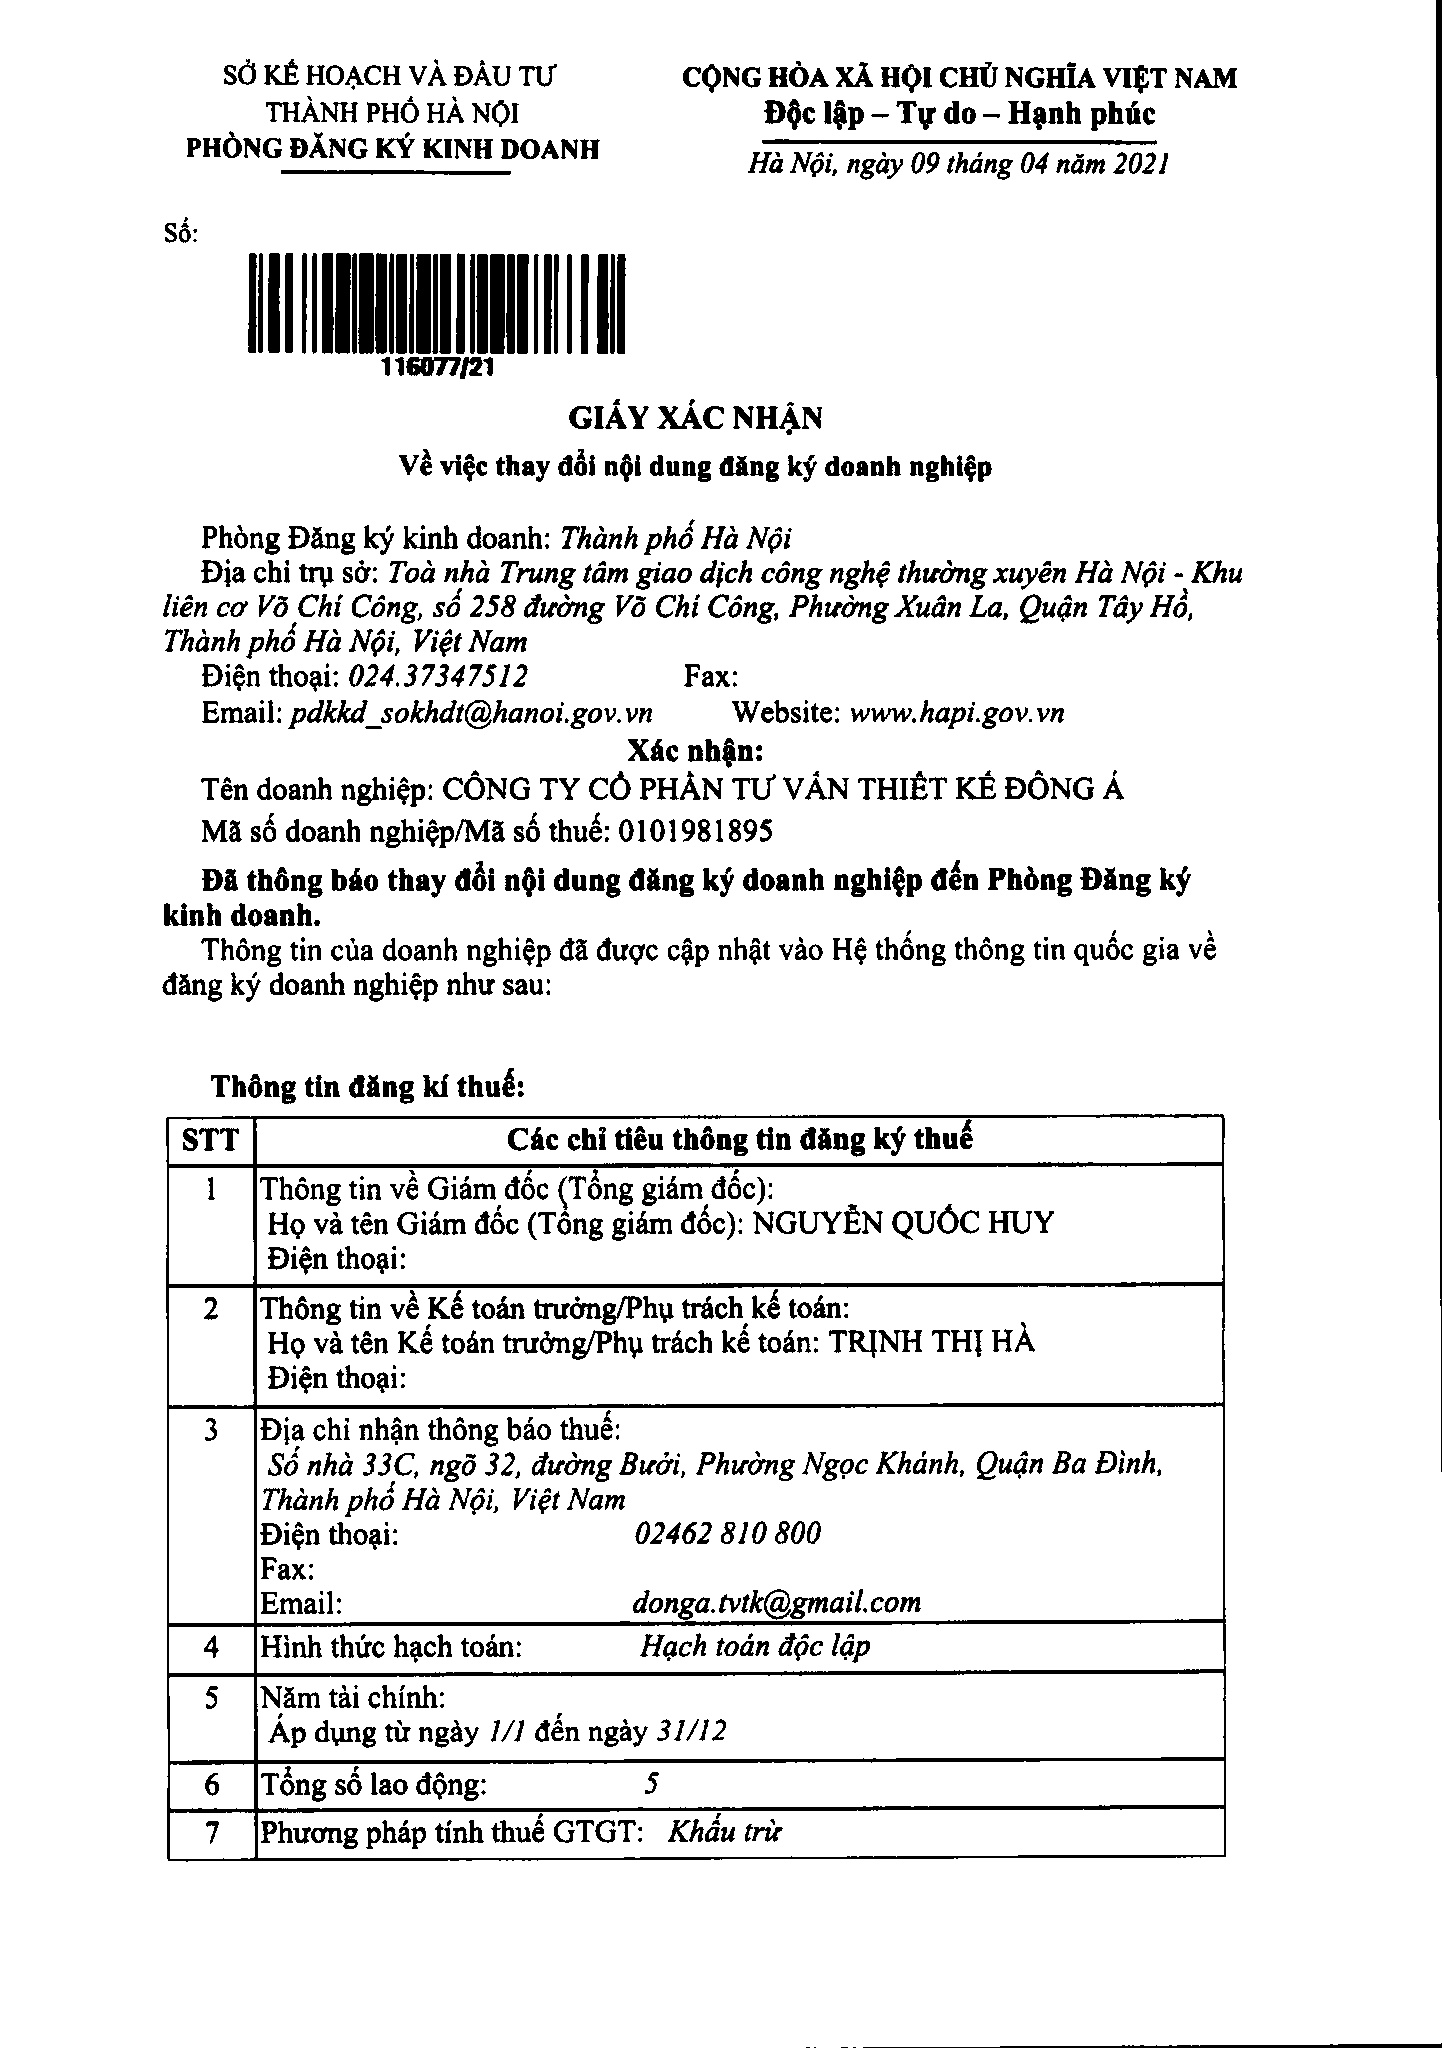 SỞ KẾ HOẠCH VÀ ĐẦU TƯ
THÀNH PHỐ HÀ NỘI
PHÒNG ĐĂNG KÝ KINH DOANH
CỘNG HÒA XÃ HỘI CHỦ NGHĨA VIỆT NAM
Độc lập – Tự do – Hạnh phúc
Hà Nội, ngày 09 tháng 04 năm 2021
Số:
116077/21
GIẤY XÁC NHẬN
Về việc thay đổi nội dung đăng ký doanh nghiệp
Phòng Đăng ký kinh doanh: Thành phố Hà Nội
Địa chỉ trụ sở: Toà nhà Trung tâm giao dịch công nghệ thường xuyên Hà Nội - Khu
liên cơ Võ Chí Công, số 258 đường Võ Chí Công, Phường Xuân La, Quận Tây Hồ,
Thành phố Hà Nội, Việt Nam
Điện thoại: 024.37347512 Fax:
Email: pdkkd_sokhdt@hanoi.gov.vn Website: www.hapi.gov.vn
Xác nhận:
Tên doanh nghiệp: CÔNG TY CỔ PHẦN TƯ VẤN THIẾT KẾ ĐÔNG Á
Mã số doanh nghiệp/Mã số thuế: 0101981895
Đã thông báo thay đổi nội dung đăng ký doanh nghiệp đến Phòng Đăng ký
kinh doanh.
Thông tin của doanh nghiệp đã được cập nhật vào Hệ thống thông tin quốc gia về
đăng ký doanh nghiệp như sau:
Thông tin đăng kí thuế:
STT Các chỉ tiêu thông tin đăng ký thuế
1 Thông tin về Giám đốc (Tổng giám đốc):
Họ và tên Giám đốc (Tổng giám đốc): NGUYỄN QUỐC HUY
Điện thoại:
2 Thông tin về Kế toán trưởng/Phụ trách kế toán:
Họ và tên Kế toán trưởng/Phụ trách kế toán: TRỊNH THỊ HÀ
Điện thoại:
3 Địa chỉ nhận thông báo thuế:
Số nhà 33C, ngõ 32, đường Bưởi, Phường Ngọc Khánh, Quận Ba Đình,
Thành phố Hà Nội, Việt Nam
Điện thoại: 02462 810 800
Fax:
Email: donga.tvtk@gmail.com
4 Hình thức hạch toán: Hạch toán độc lập
5 Năm tài chính:
Áp dụng từ ngày 1/1 đến ngày 31/12
6 Tổng số lao động: 5
7 Phương pháp tính thuế GTGT: Khấu trừ